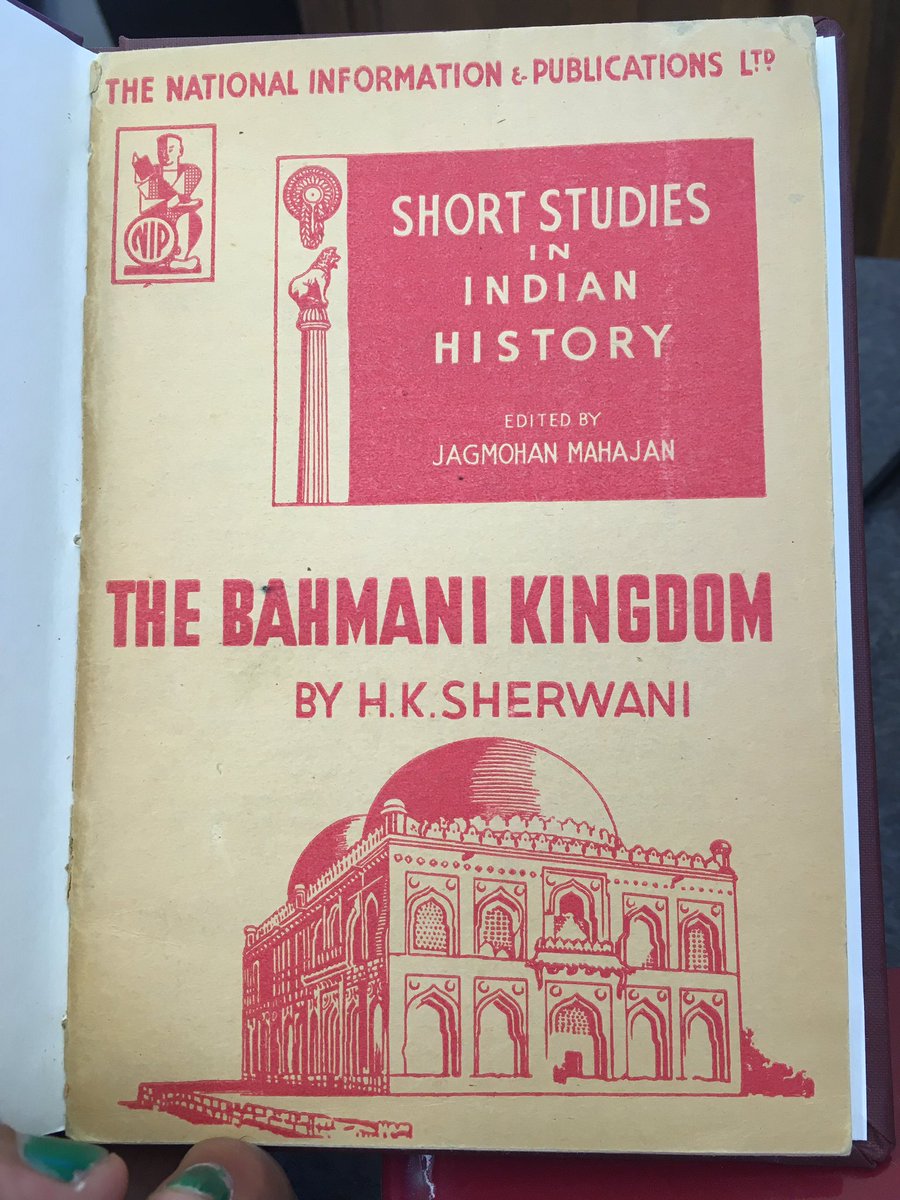 THE NATIONAL INFORMATION & PUBLICATIONS LTD
NIP
SHORT STUDIES
IN
INDIAN
HISTORY
EDITED BY
JAGMOHAN MAHAJAN
THE BAHMANI KINGDOM
BY H.K.SHERWANI